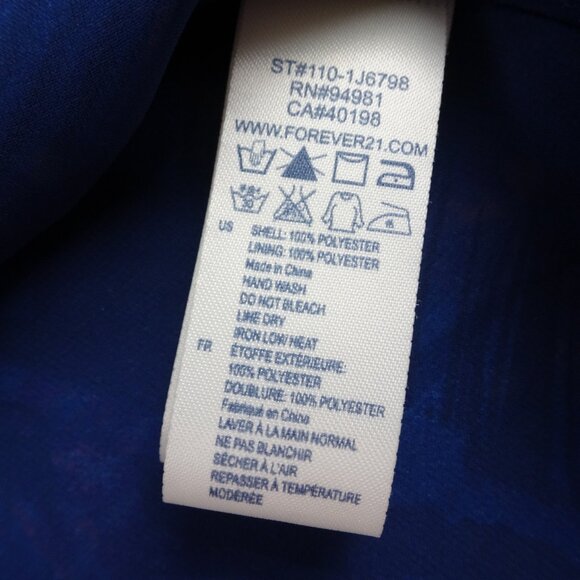 ST#110-1J6798
RN#94981
CA#40198
WWW.FOREVER21.COM
US SHELL: 100% POLYESTER
LINING: 100% POLYESTER
Made in China
HAND WASH
DO NOT BLEACH
LINE DRY
IRON LOW HEAT
FR ETOFFE EXTÉRIEURE:
100% POLYESTER
DOUBLURE: 100% POLYESTER
Fabriqué en China
LAVER À LA MAIN NORMAL
NE PAS BLANCHIR
SÉCHER À L'AIR
REPASSER À TEMPÉRATURE
MODÉRÉE